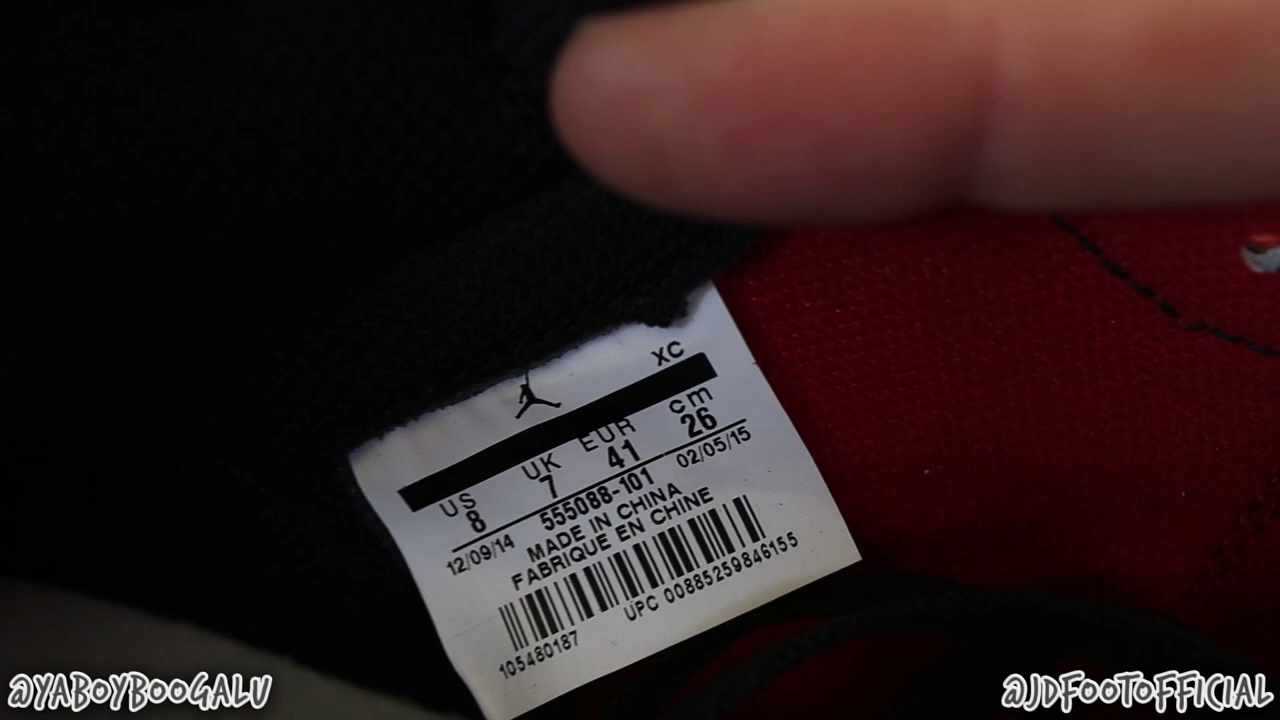 XC
US UK EUR cm
8 7 41 26
12/09/14 555088-101 02/05/15
MADE IN CHINA
FABRIQUE EN CHINE
105480187 UPC 00885259846155
@YABOYBOOGALU
@JDFOOTOFFICIAL